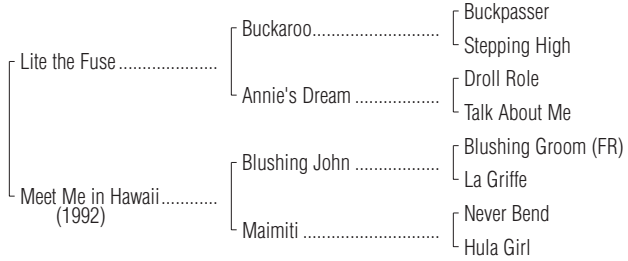 Buckpasser
Buckaroo
Stepping High
Lite the Fuse
Droll Role
Annie's Dream
Talk About Me
Blushing Groom (FR)
Blushing John
La Griffe
Meet Me in Hawaii
(1992)
Never Bend
Maimiti
Hula Girl